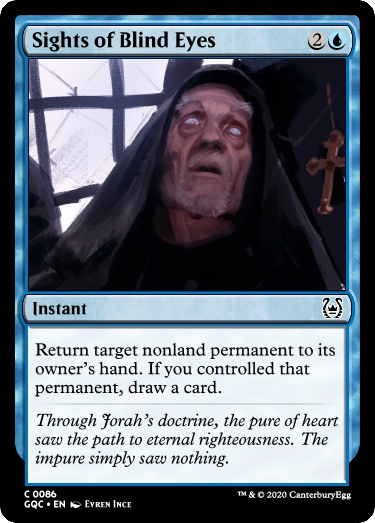 Sights of Blind Eyes 2
Instant
Return target nonland permanent to its
owner's hand. If you controlled that
permanent, draw a card.
Through Jorah's doctrine, the pure of heart
saw the path to eternal righteousness. The
impure simply saw nothing.
C 0086
GQC • EN Evren Ince ™ & © 2020 CanterburyEgg